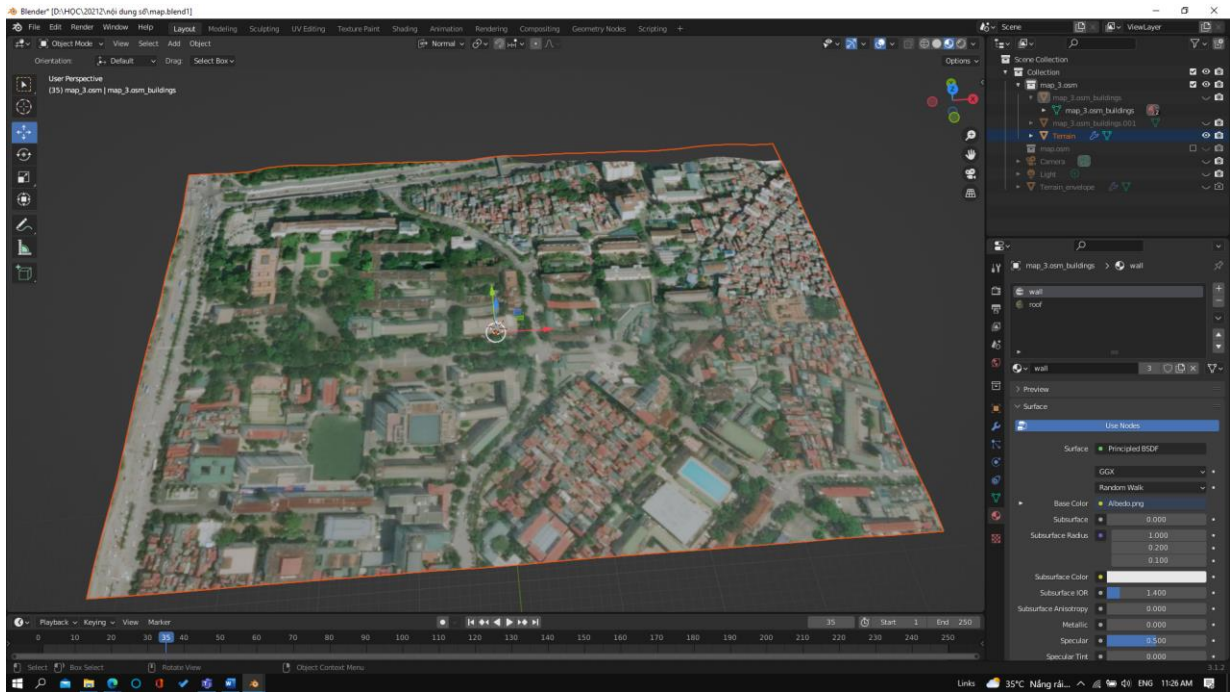 Blender* [D:\HỌC\20212\nội dung số\map.blend1]
File Edit Render Window Help Layout Modeling Sculpting UV Editing Texture Paint Shading Animation Rendering Compositing Geometry Nodes Scripting + Scene ViewLayer
Object Mode View Select Add Object Normal
Orientation: Default Drag: Select Box Options
User Perspective
(35) map_3.osm | map_3.osm_buildings
Z
X
Scene Collection
Collection
map_3.osm
map_3.osm_buildings
map_3.osm_buildings
map_3.osm_buildings.001
Terrain
map.osm
Camera
Light
Terrain_envelope
map_3.osm_buildings > wall
wall
roof
wall 3
Preview
Surface
Use Nodes
Surface Principled BSDF
GGX
Random Walk
Base Color Albedo.png
Subsurface 0.000
Subsurface Radius 1.000
0.200
0.100
Subsurface Color
Subsurface IOR 1.400
Subsurface Anisotropy 0.000
Metallic 0.000
Specular 0.500
Specular Tint 0.000
Playback Keying View Marker 35 Start 1 End 250
0 10 20 30 35 40 50 60 70 80 90 100 110 120 130 140 150 160 170 180 190 200 210 220 230 240 250
Select Box Select Rotate View Object Context Menu 3.1.2
Links 35°C Nắng rải... ENG 11:26 AM